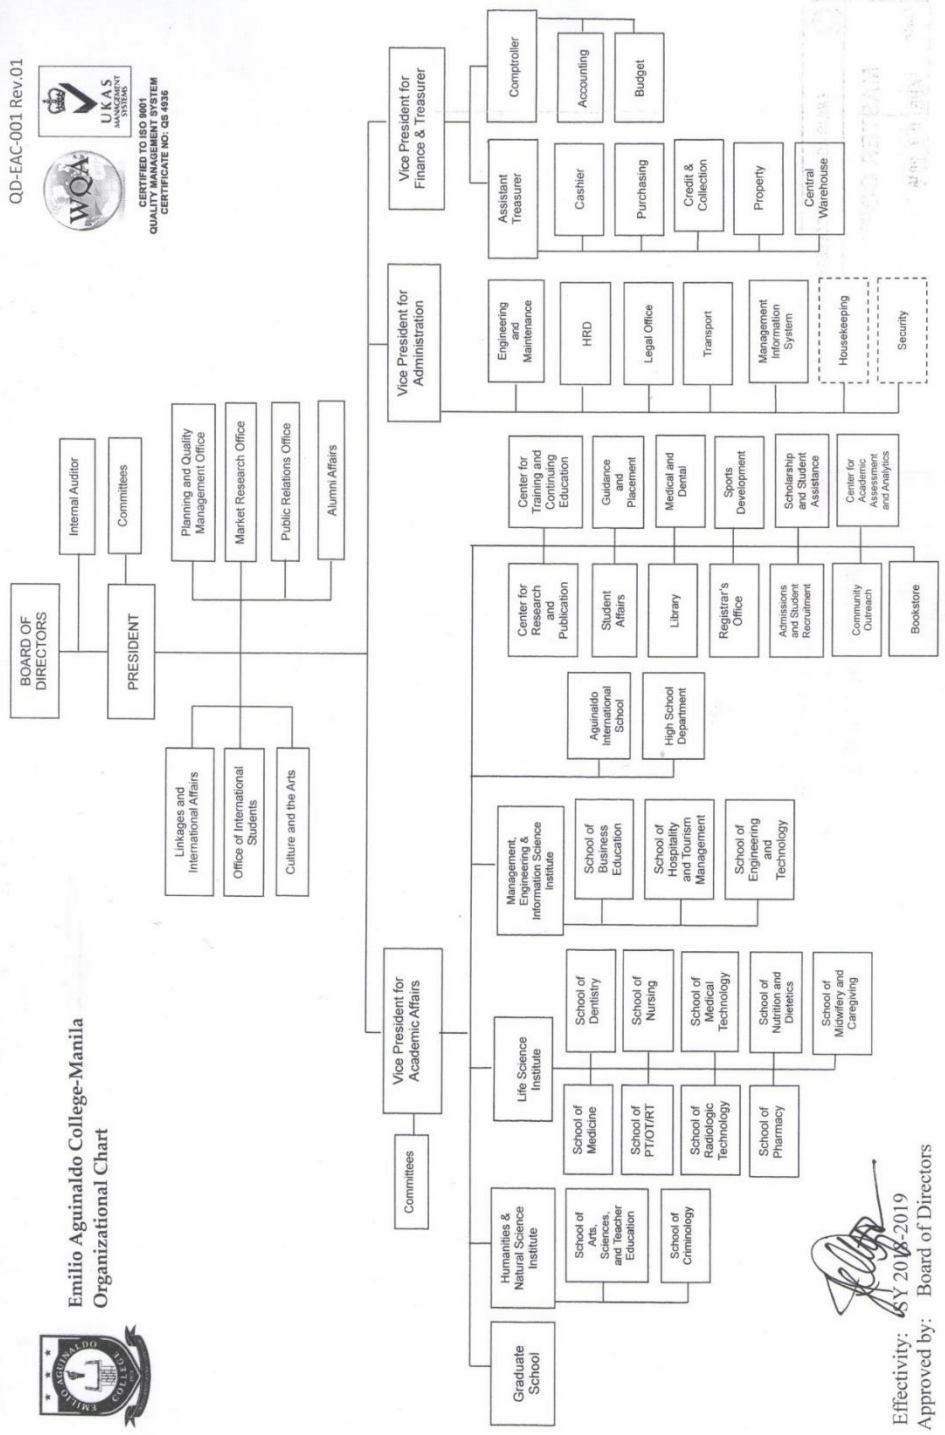 QD-EAC-001 Rev.01
WQA
UKAS
MANAGEMENT
SYSTEMS
CERTIFIED TO ISO 9001
QUALITY MANAGEMENT SYSTEM
CERTIFICATE NO: QS 4936
EMILIO AGUINALDO
COLLEGE
Emilio Aguinaldo College-Manila
Organizational Chart
BOARD OF
DIRECTORS
Internal Auditor
PRESIDENT
Committees
Linkages and
International Affairs
Office of International
Students
Culture and the Arts
Planning and Quality
Management Office
Market Research Office
Public Relations Office
Alumni Affairs
Committees
Vice President for
Academic Affairs
Vice President for
Administration
Vice President for
Finance & Treasurer
Graduate
School
Humanities &
Natural Science
Institute
School of
Arts,
Sciences,
and Teacher
Education
School of
Criminology
Life Science
Institute
School of
Medicine
School of
Dentistry
School of
PT/OT/RT
School of
Nursing
School of
Radiologic
Technology
School of
Medical
Technology
School of
Pharmacy
School of
Nutrition and
Dietetics
School of
Midwifery and
Caregiving
Management,
Engineering &
Information Science
Institute
School of
Business
Education
School of
Hospitality
and Tourism
Management
School of
Engineering
and
Technology
Aguinaldo
International
School
High School
Department
Center for
Research
and
Publication
Center for
Training and
Continuing
Education
Student
Affairs
Guidance
and
Placement
Library
Medical and
Dental
Registrar's
Office
Sports
Development
Admissions
and Student
Recruitment
Scholarship
and Student
Assistance
Community
Outreach
Center for
Academic
Assessment
and Analytics
Bookstore
Engineering
and
Maintenance
HRD
Legal Office
Transport
Management
Information
System
Housekeeping
Security
Assistant
Treasurer
Cashier
Purchasing
Credit &
Collection
Property
Central
Warehouse
Comptroller
Accounting
Budget
Effectivity: SY 2018-2019
Approved by: Board of Directors